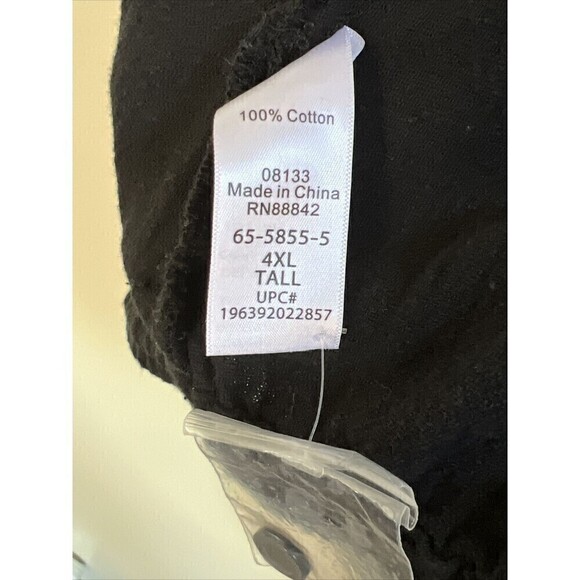 100% Cotton
08133
Made in China
RN88842
65-5855-5
4XL
TALL
UPC#
196392022857